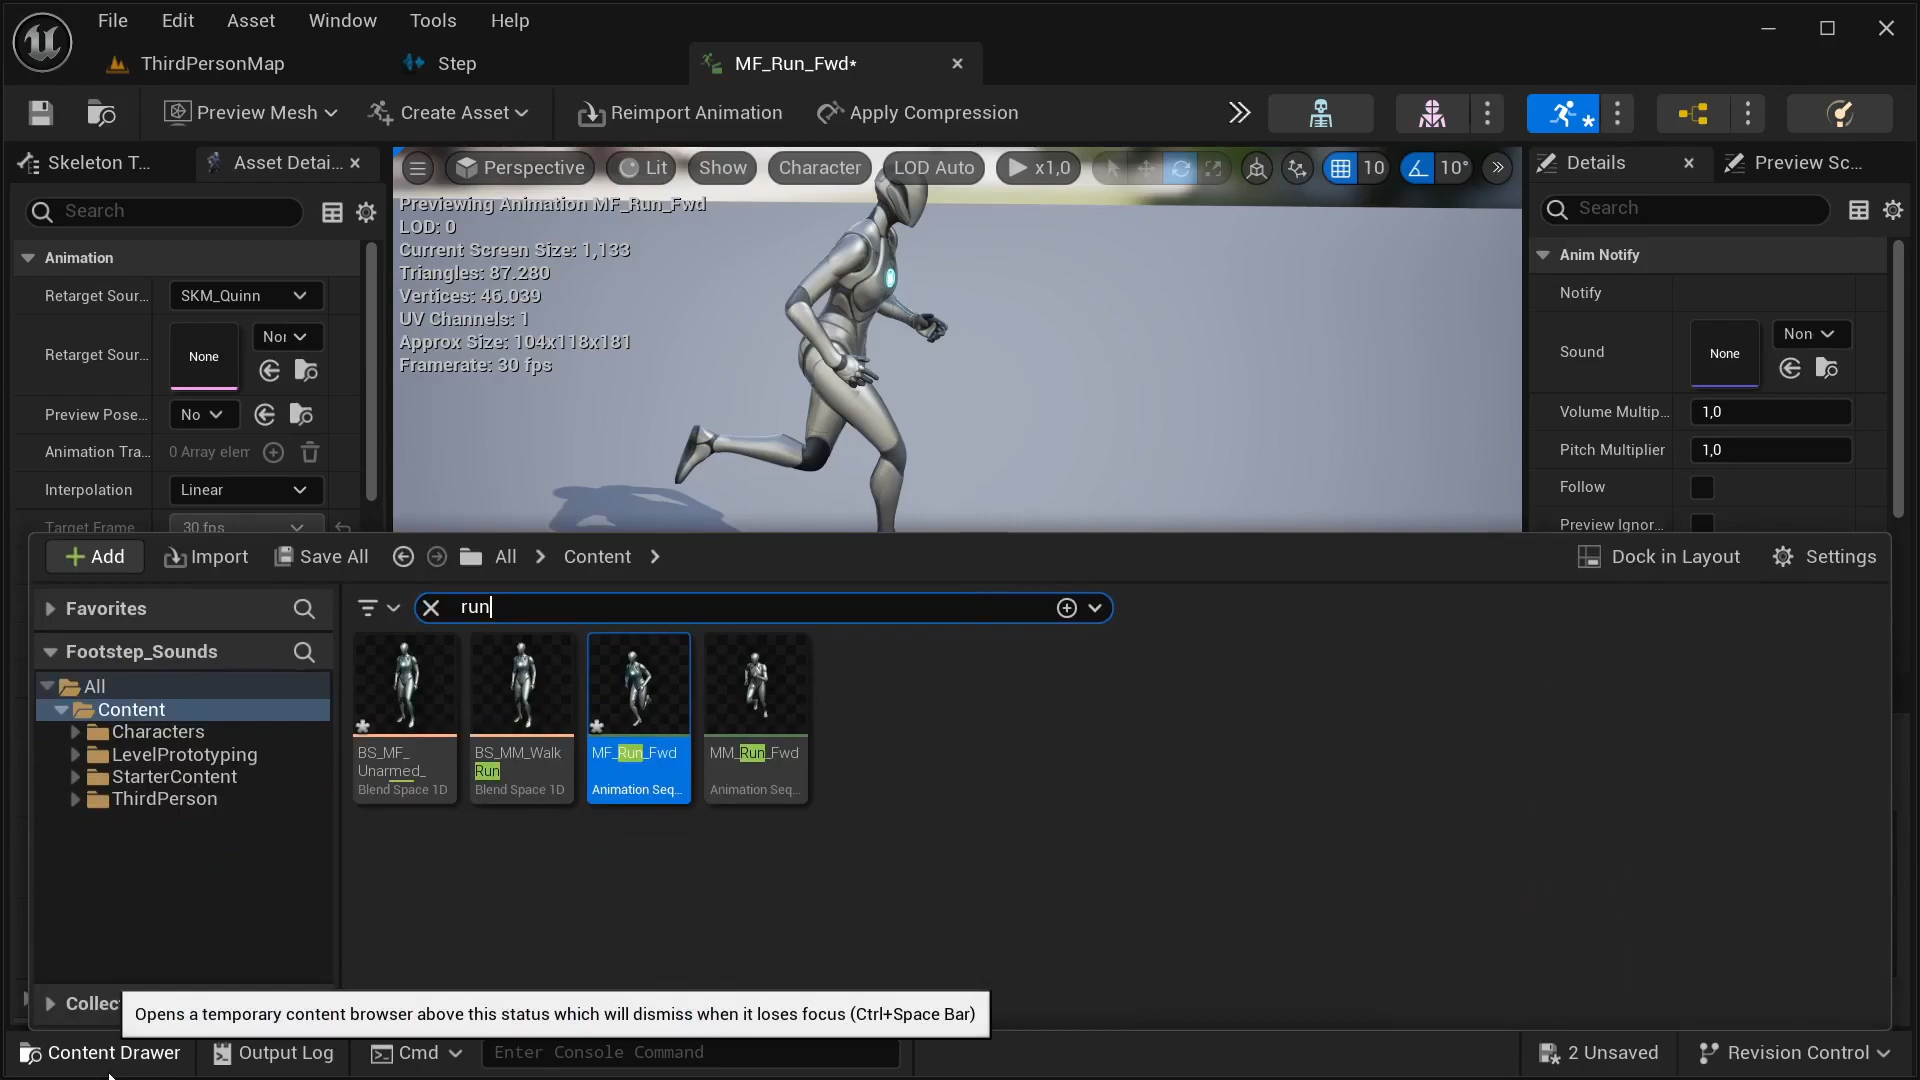 File Edit Asset Window Tools Help
ThirdPersonMap Step MF_Run_Fwd*
Preview Mesh Create Asset Reimport Animation Apply Compression
Skeleton T... Asset Detai... Perspective Lit Show Character LOD Auto x1,0 10 10° Details Preview Sc...
Search
Search
Previewing Animation MF_Run_Fwd
LOD: 0
Current Screen Size: 1,133
Triangles: 87.280
Vertices: 46.039
UV Channels: 1
Approx Size: 104x118x181
Framerate: 30 fps
Animation
Retarget Sour... SKM_Quinn
Retarget Sour... None Nor
Preview Pose... No
Animation Tra... 0 Array elem
Interpolation Linear
Target Frame 30 fps
Anim Notify
Notify
Sound None Non
Volume Multip... 1,0
Pitch Multiplier 1,0
Follow
Preview Ignor...
Add Import Save All All Content Dock in Layout Settings
Favorites
run
Footstep_Sounds
All
Content
Characters
LevelPrototyping
StarterContent
ThirdPerson
BS_MF_
Unarmed_
Blend Space 1D
BS_MM_Walk
Run
Blend Space 1D
MF_Run_Fwd
Animation Seq...
MM_Run_Fwd
Animation Seq...
Collec
Opens a temporary content browser above this status which will dismiss when it loses focus (Ctrl+Space Bar)
Content Drawer Output Log Cmd Enter Console Command 2 Unsaved Revision Control